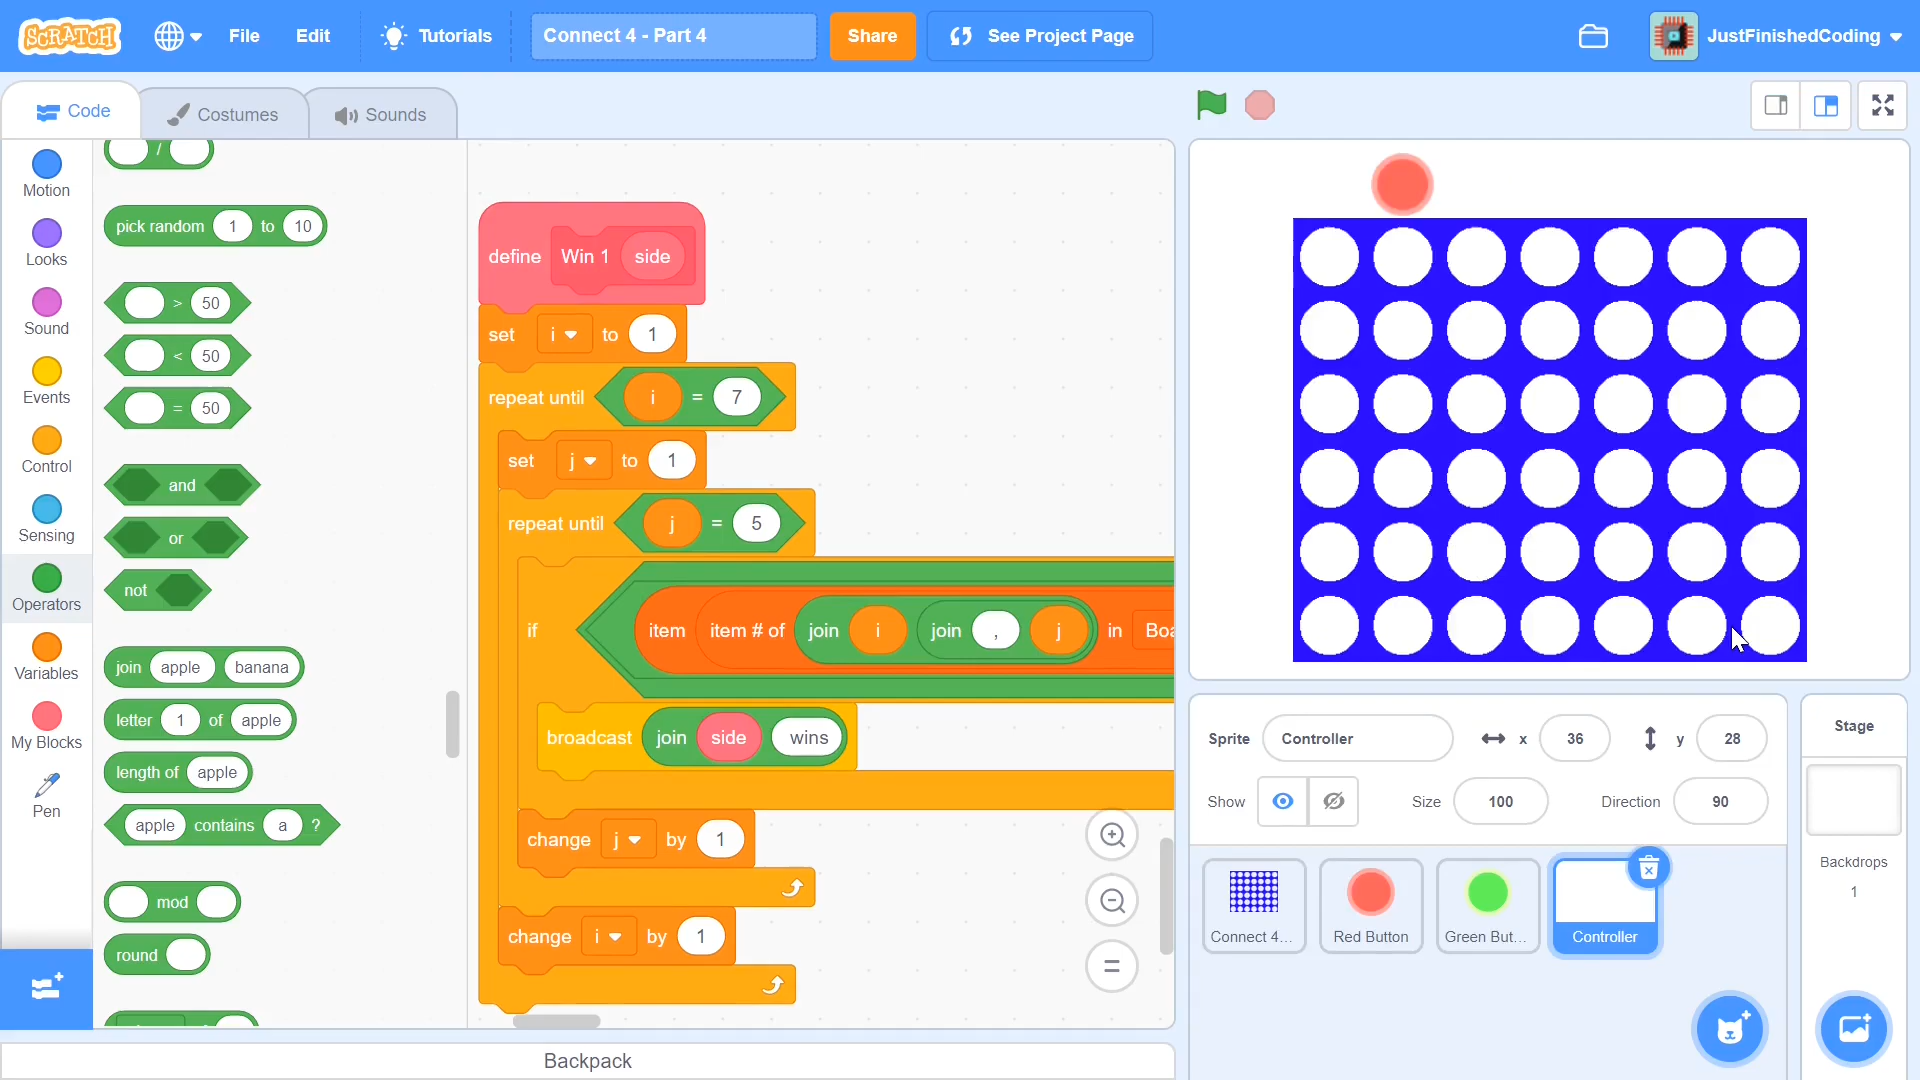 SCRATCH File Edit Tutorials Connect 4 - Part 4 Share See Project Page JustFinishedCoding
Code Costumes Sounds
Motion
Looks
Sound
Events
Control
Sensing
Operators
Variables
My Blocks
Pen
/
pick random 1 to 10
> 50
< 50
= 50
and
or
not
join apple banana
letter 1 of apple
length of apple
apple contains a ?
mod
round
define Win 1 side
set i to 1
repeat until i = 7
set j to 1
repeat until j = 5
if item item # of join i join , j in Boa
broadcast join side wins
change j by 1
change i by 1
Backpack
Sprite Controller x 36 y 28
Show Size 100 Direction 90
Connect 4... Red Button Green But... Controller
Stage
Backdrops
1